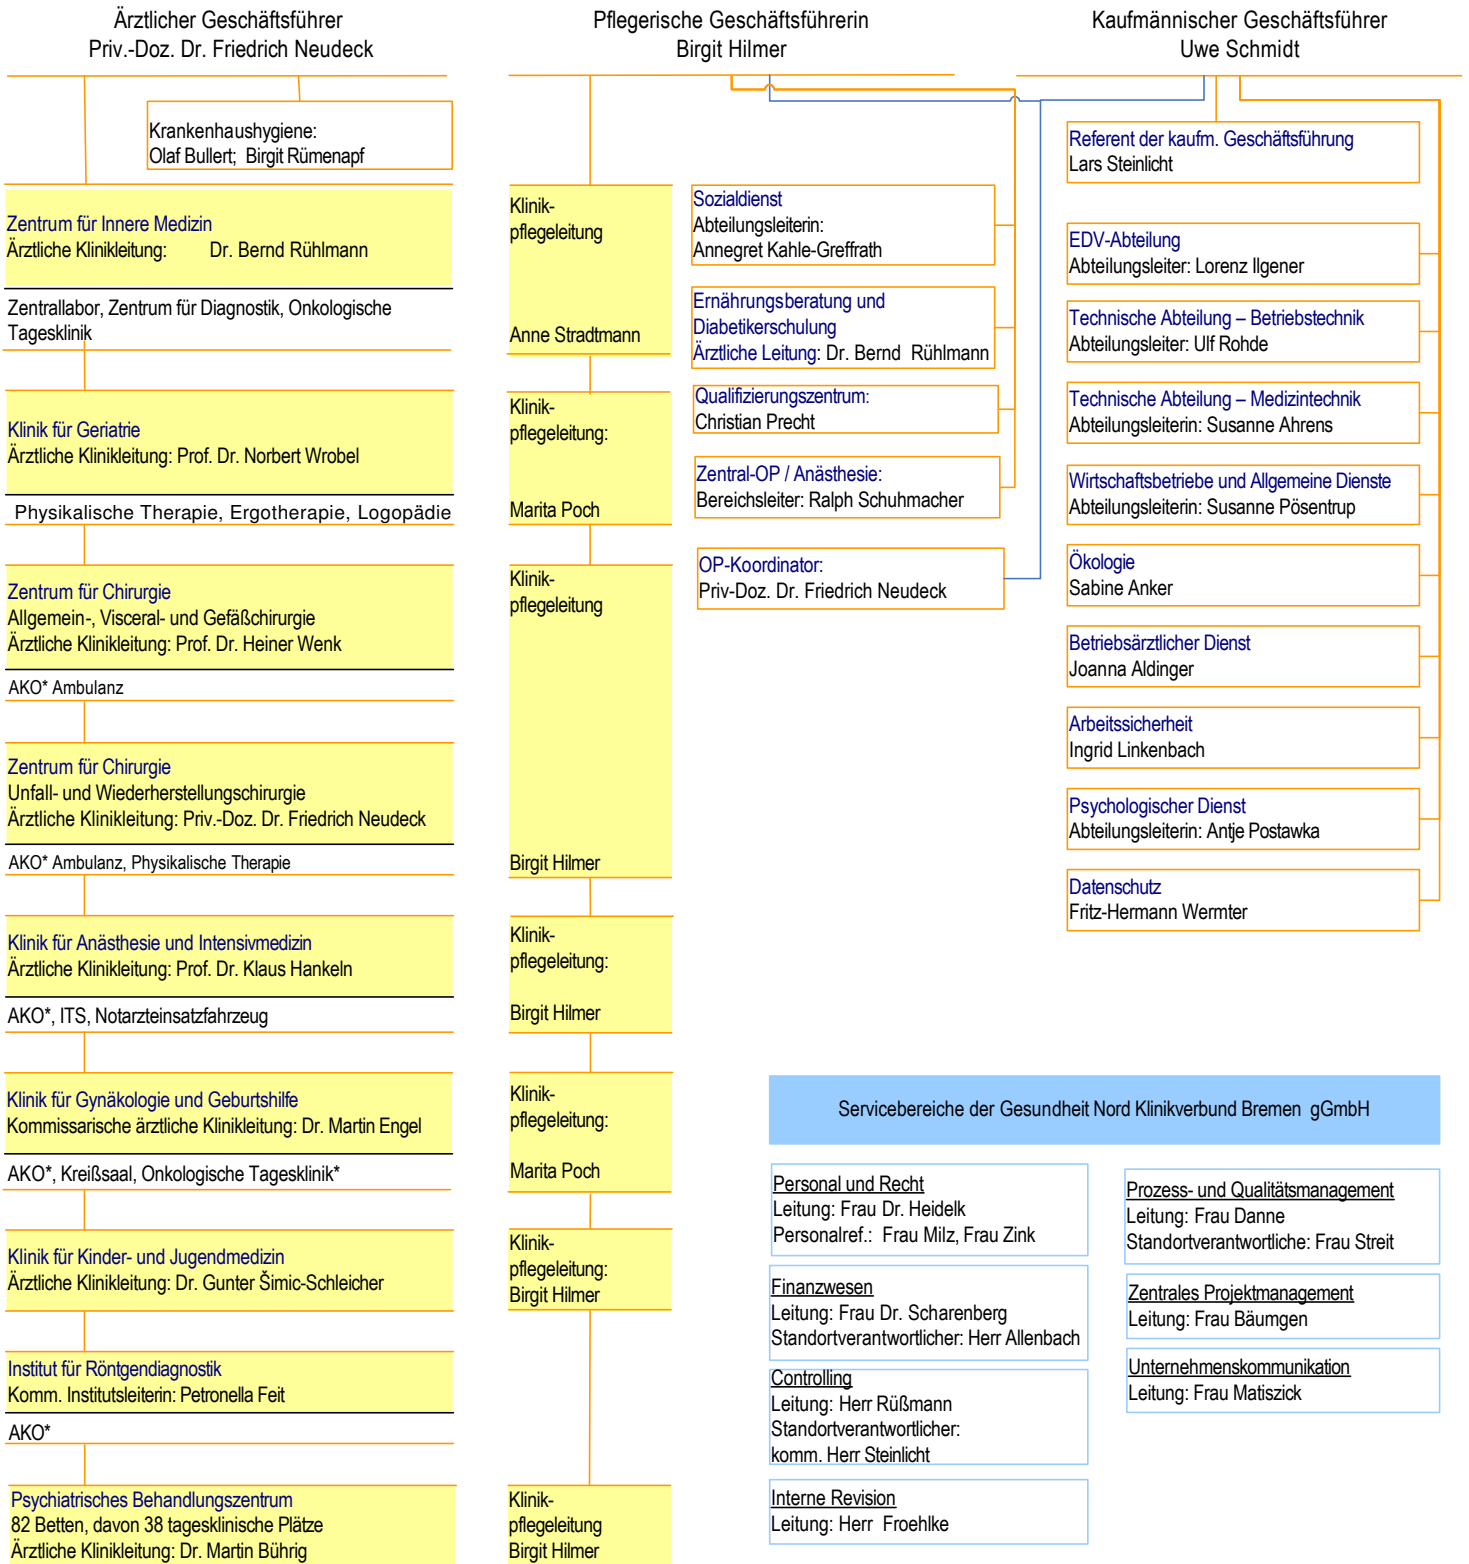 Ärztlicher Geschäftsführer
Priv.-Doz. Dr. Friedrich Neudeck
Krankenhaushygiene:
Olaf Bullert; Birgit Rümenapf
Zentrum für Innere Medizin
Ärztliche Klinikleitung: Dr. Bernd Rühlmann
Zentrallabor, Zentrum für Diagnostik, Onkologische
Tagesklinik
Klinik für Geriatrie
Ärztliche Klinikleitung: Prof. Dr. Norbert Wrobel
Physikalische Therapie, Ergotherapie, Logopädie
Zentrum für Chirurgie
Allgemein-, Visceral- und Gefäßchirurgie
Ärztliche Klinikleitung: Prof. Dr. Heiner Wenk
AKO* Ambulanz
Zentrum für Chirurgie
Unfall- und Wiederherstellungschirurgie
Ärztliche Klinikleitung: Priv.-Doz. Dr. Friedrich Neudeck
AKO* Ambulanz, Physikalische Therapie
Klinik für Anästhesie und Intensivmedizin
Ärztliche Klinikleitung: Prof. Dr. Klaus Hankeln
AKO*, ITS, Notarzteinsatzfahrzeug
Klinik für Gynäkologie und Geburtshilfe
Kommissarische ärztliche Klinikleitung: Dr. Martin Engel
AKO*, Kreißsaal, Onkologische Tagesklinik*
Klinik für Kinder- und Jugendmedizin
Ärztliche Klinikleitung: Dr. Gunter Šimic-Schleicher
Institut für Röntgendiagnostik
Komm. Institutsleiterin: Petronella Feit
AKO*
Psychiatrisches Behandlungszentrum
82 Betten, davon 38 tagesklinische Plätze
Ärztliche Klinikleitung: Dr. Martin Bührig
Pflegerische Geschäftsführerin
Birgit Hilmer
Klinik-
pflegeleitung
Anne Stradtmann
Klinik-
pflegeleitung:
Marita Poch
Klinik-
pflegeleitung
Birgit Hilmer
Klinik-
pflegeleitung:
Birgit Hilmer
Klinik-
pflegeleitung:
Marita Poch
Klinik-
pflegeleitung:
Birgit Hilmer
Klinik-
pflegeleitung
Birgit Hilmer
Sozialdienst
Abteilungsleiterin:
Annegret Kahle-Greffrath
Ernährungsberatung und
Diabetikerschulung
Ärztliche Leitung: Dr. Bernd Rühlmann
Qualifizierungszentrum:
Christian Precht
Zentral-OP / Anästhesie:
Bereichsleiter: Ralph Schuhmacher
OP-Koordinator:
Priv-Doz. Dr. Friedrich Neudeck
Kaufmännischer Geschäftsführer
Uwe Schmidt
Referent der kaufm. Geschäftsführung
Lars Steinlicht
EDV-Abteilung
Abteilungsleiter: Lorenz Ilgener
Technische Abteilung – Betriebstechnik
Abteilungsleiter: Ulf Rohde
Technische Abteilung – Medizintechnik
Abteilungsleiterin: Susanne Ahrens
Wirtschaftsbetriebe und Allgemeine Dienste
Abteilungsleiterin: Susanne Pösentrup
Ökologie
Sabine Anker
Betriebsärztlicher Dienst
Joanna Aldinger
Arbeitssicherheit
Ingrid Linkenbach
Psychologischer Dienst
Abteilungsleiterin: Antje Postawka
Datenschutz
Fritz-Hermann Wermter
Servicebereiche der Gesundheit Nord Klinikverbund Bremen gGmbH
Personal und Recht
Leitung: Frau Dr. Heidelk
Personalref.: Frau Milz, Frau Zink
Finanzwesen
Leitung: Frau Dr. Scharenberg
Standortverantwortlicher: Herr Allenbach
Controlling
Leitung: Herr Rüßmann
Standortverantwortlicher:
komm. Herr Steinlicht
Interne Revision
Leitung: Herr Froehlke
Prozess- und Qualitätsmanagement
Leitung: Frau Danne
Standortverantwortliche: Frau Streit
Zentrales Projektmanagement
Leitung: Frau Bäumgen
Unternehmenskommunikation
Leitung: Frau Matiszick